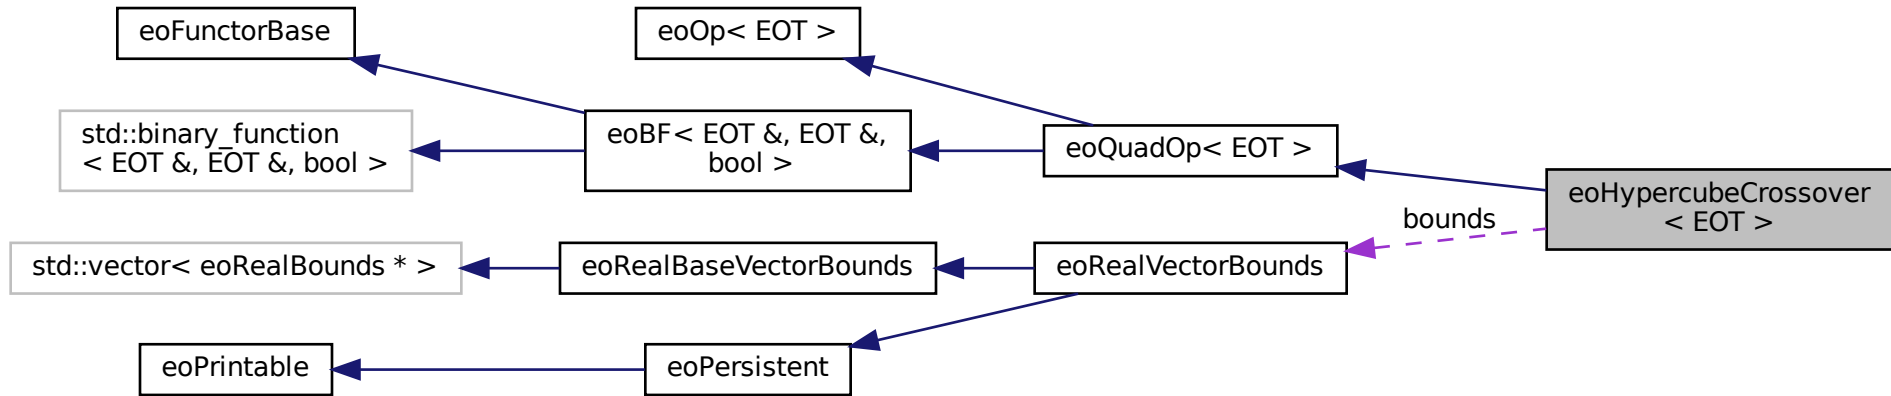 eoFunctorBase
eoOp< EOT >
std::binary_function
< EOT &, EOT &, bool >
eoBF< EOT &, EOT &,
bool >
eoQuadOp< EOT >
eoHypercubeCrossover
< EOT >
bounds
std::vector< eoRealBounds * >
eoRealBaseVectorBounds
eoRealVectorBounds
eoPrintable
eoPersistent